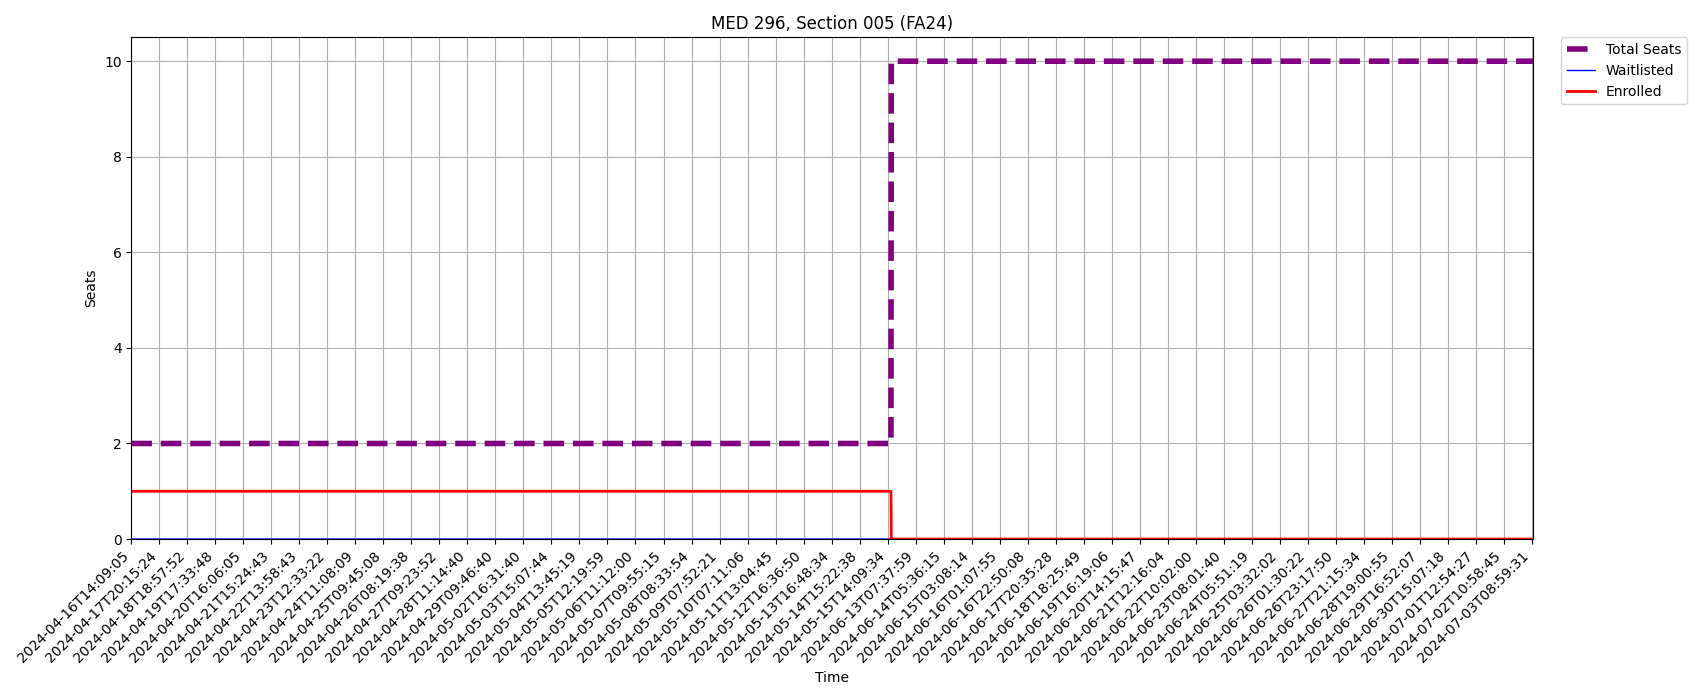 MED 296, Section 005 (FA24)
Total Seats
Waitlisted
Enrolled
10
8
6
4
2
0
Seats
2024-04-16T14:09:05
2024-04-17T20:15:24
2024-04-18T18:57:52
2024-04-19T17:33:48
2024-04-20T16:06:05
2024-04-21T15:24:43
2024-04-22T13:58:43
2024-04-23T12:33:22
2024-04-24T11:08:09
2024-04-25T09:45:08
2024-04-26T08:19:38
2024-04-27T09:23:52
2024-04-28T11:14:40
2024-04-29T09:46:40
2024-05-02T16:31:40
2024-05-03T15:07:44
2024-05-04T13:45:19
2024-05-05T12:19:59
2024-05-06T11:12:00
2024-05-07T09:55:15
2024-05-08T08:33:54
2024-05-09T07:52:21
2024-05-10T07:11:06
2024-05-11T13:04:45
2024-05-12T16:36:50
2024-05-13T16:48:34
2024-05-14T15:22:38
2024-05-15T14:09:34
2024-06-13T07:37:59
2024-06-14T05:36:15
2024-06-15T03:08:14
2024-06-16T01:07:55
2024-06-16T22:50:08
2024-06-17T20:35:28
2024-06-18T18:25:49
2024-06-19T16:19:06
2024-06-20T14:15:47
2024-06-21T12:16:04
2024-06-22T10:02:00
2024-06-23T08:01:40
2024-06-24T05:51:19
2024-06-25T03:32:02
2024-06-26T01:30:22
2024-06-26T23:17:50
2024-06-27T21:15:34
2024-06-28T19:00:55
2024-06-29T16:52:07
2024-06-30T15:07:18
2024-07-01T12:54:27
2024-07-02T10:58:45
2024-07-03T08:59:31
Time